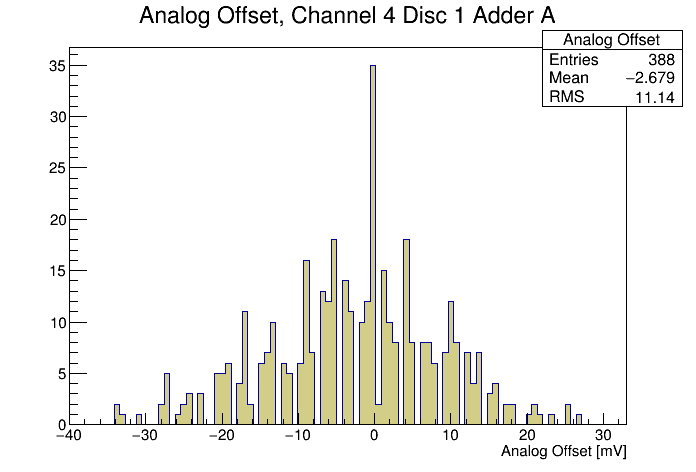 Analog Offset, Channel 4 Disc 1 Adder A
Analog Offset
Entries 388
Mean −2.679
RMS 11.14
35
30
25
20
15
10
5
0
−40 −30 −20 −10 0 10 20 30
Analog Offset [mV]